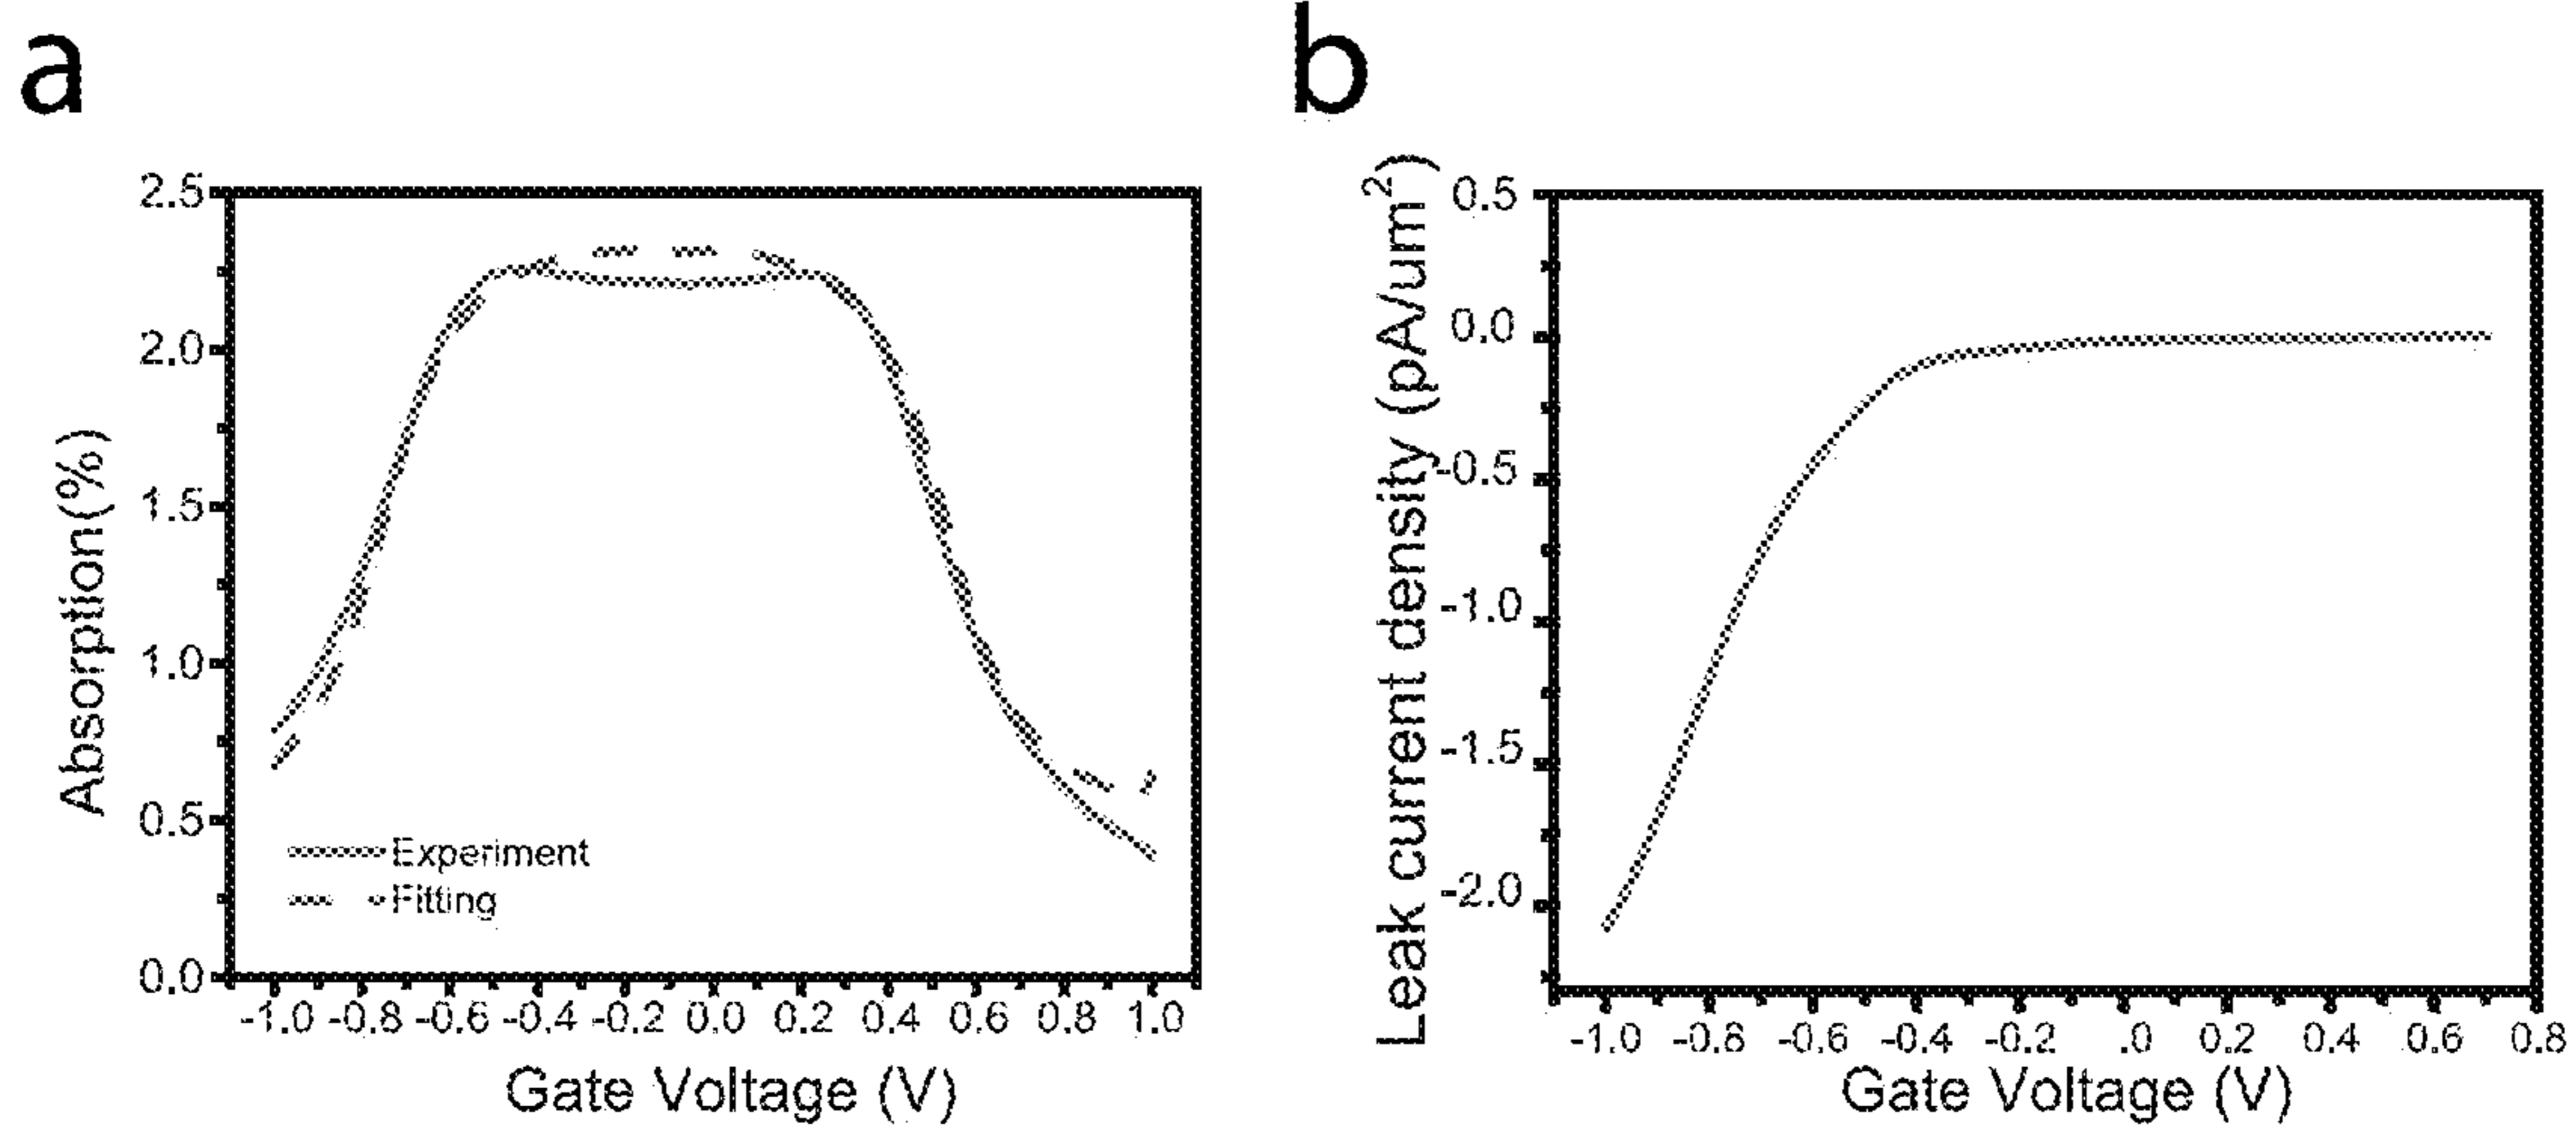 a
2.5
2.0
1.5
1.0
0.5
0.0
Absorption(%)
Experiment
Fitting
-1.0 -0.8 -0.6 -0.4 -0.2 0.0 0.2 0.4 0.6 0.8 1.0
Gate Voltage (V)
b
0.5
0.0
-0.5
-1.0
-1.5
-2.0
Leak current density (pA/um²)
-1.0 -0.8 -0.6 -0.4 -0.2 .0 0.2 0.4 0.6 0.8
Gate Voltage (V)